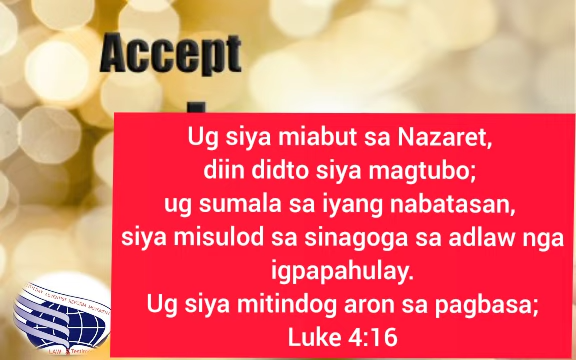 Accept
Ug siya miabut sa Nazaret,
diin didto siya magtubo;
ug sumala sa iyang nabatasan,
siya misulod sa sinagoga sa adlaw nga
igpapahulay.
Ug siya mitindog aron sa pagbasa;
Luke 4:16
LAW